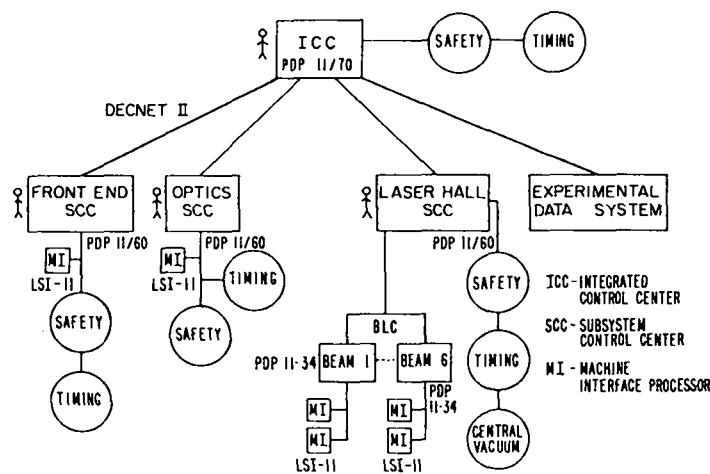 ICC
PDP 11/70
SAFETY
TIMING
DECNET II
FRONT END
SCC
OPTICS
SCC
LASER HALL
SCC
EXPERIMENTAL
DATA SYSTEM
PDP 11/60
PDP 11/60
PDP 11/60
MI
LSI-11
MI
LSI-11
TIMING
SAFETY
SAFETY
SAFETY
TIMING
BLC
PDP 11-34
BEAM 1
BEAM 6
PDP
11-34
TIMING
MI
MI
LSI-11
MI
MI
LSI-11
CENTRAL
VACUUM
ICC-INTEGRATED
CONTROL CENTER
SCC-SUBSYSTEM
CONTROL CENTER
MI - MACHINE
INTERFACE PROCESSOR